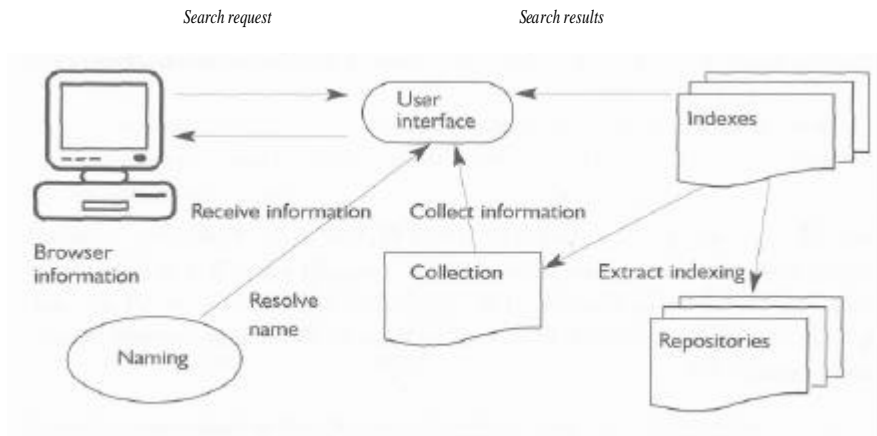 Search request
Search results
User
interface
Indexes
Receive information
Collect information
Browser
information
Collection
Extract indexing
Resolve
name
Repositories
Naming